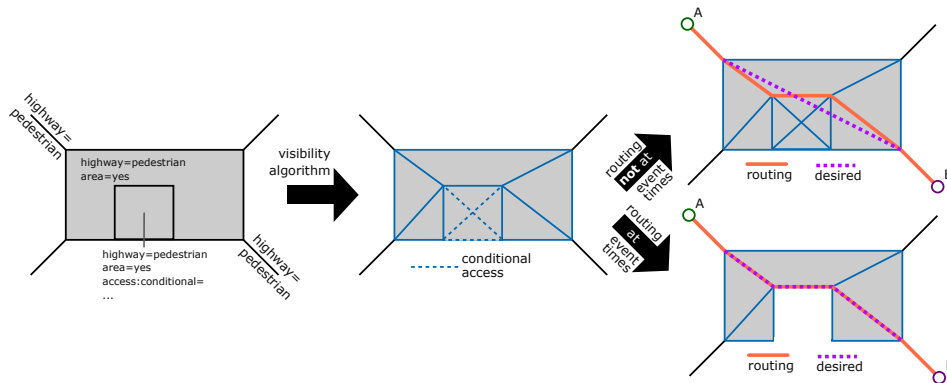 highway=
pedestrian
highway=pedestrian
area=yes
highway=
pedestrian
highway=pedestrian
area=yes
access:conditional=
...
visibility
algorithm
conditional
access
routing
not at
event
times
routing
at
event
times
A
B
routing
desired
A
routing
desired